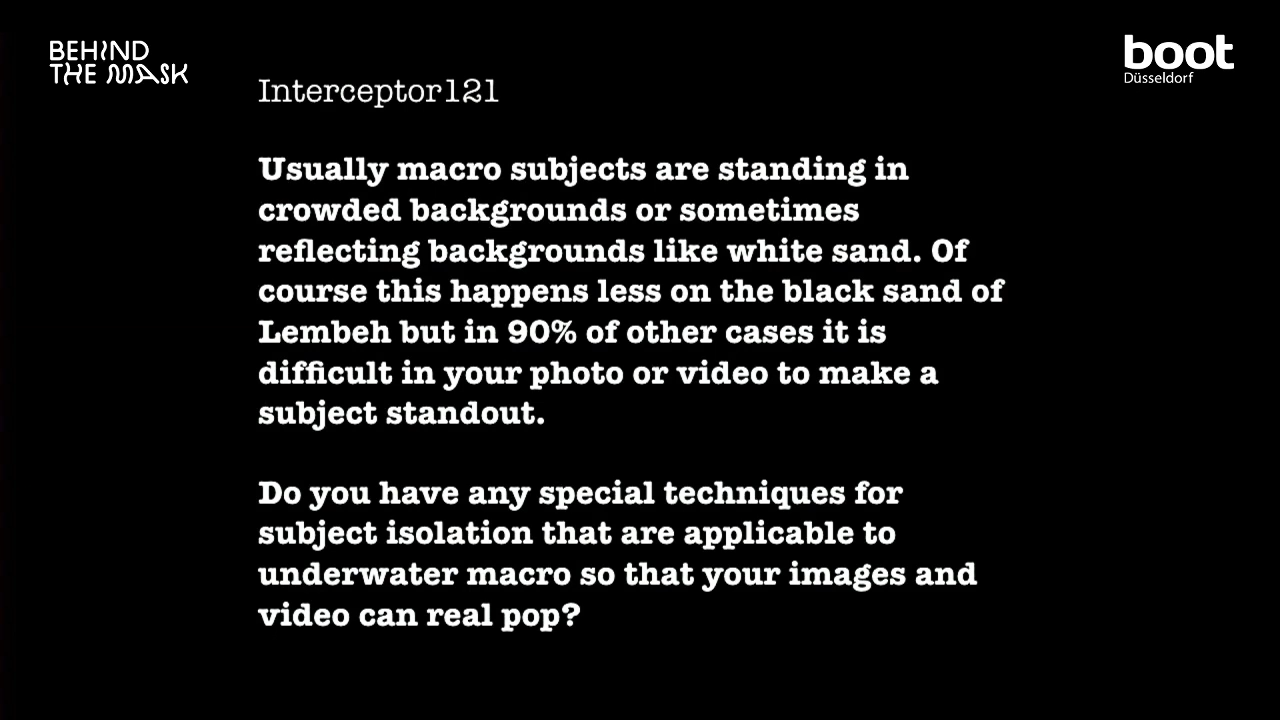 BEHIND
THE MASK
boot
Düsseldorf
Interceptor121
Usually macro subjects are standing in
crowded backgrounds or sometimes
reflecting backgrounds like white sand. Of
course this happens less on the black sand of
Lembeh but in 90% of other cases it is
difficult in your photo or video to make a
subject standout.
Do you have any special techniques for
subject isolation that are applicable to
underwater macro so that your images and
video can real pop?